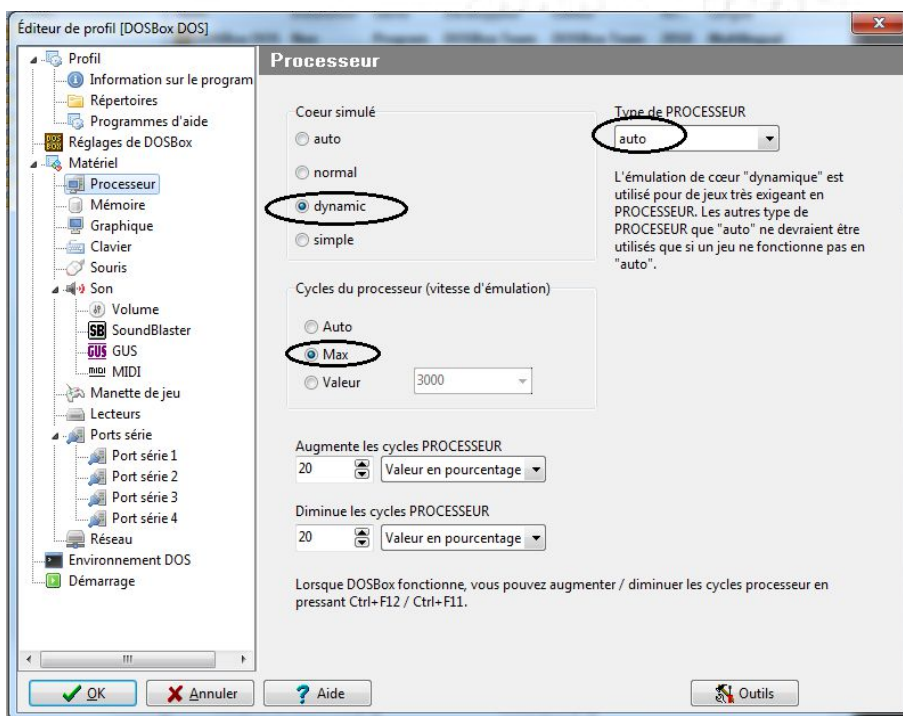 Éditeur de profil [DOSBox DOS]
Profil
Information sur le program
Répertoires
Programmes d'aide
Réglages de DOSBox
Matériel
Processeur
Mémoire
Graphique
Clavier
Souris
Son
Volume
SB SoundBlaster
GUS GUS
MIDI MIDI
Manette de jeu
Lecteurs
Ports série
Port série 1
Port série 2
Port série 3
Port série 4
Réseau
Environnement DOS
Démarrage
Processeur
Coeur simulé
auto
normal
dynamic
simple
Type de PROCESSEUR
auto
L'émulation de cœur "dynamique" est
utilisé pour de jeux très exigeant en
PROCESSEUR. Les autres type de
PROCESEUR que "auto" ne devraient être
utilisés que si un jeu ne fonctionne pas en
"auto".
Cycles du processeur (vitesse d'émulation)
Auto
Max
Valeur 3000
Augmente les cycles PROCESSEUR
20 Valeur en pourcentage
Diminue les cycles PROCESSEUR
20 Valeur en pourcentage
Lorsque DOSBox fonctionne, vous pouvez augmenter / diminuer les cycles processeur en
pressant Ctrl+F12 / Ctrl+F11.
OK Annuler Aide Outils